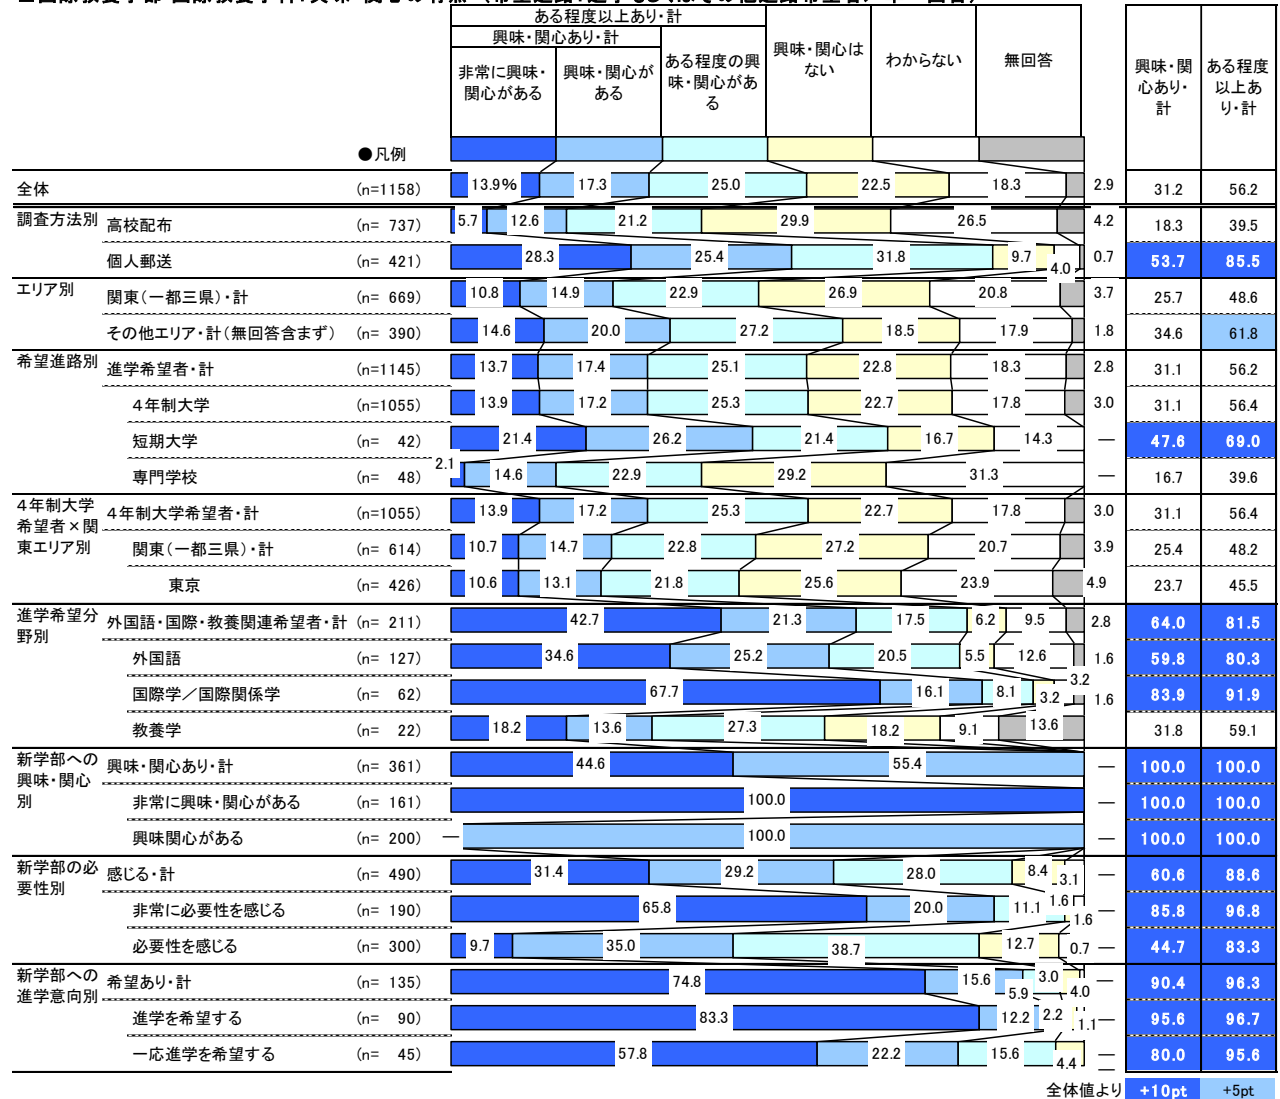 ある程度以上あり・計
興味・関心あり・計
非常に興味・関心がある
興味・関心がある
ある程度の興味・関心がある
興味・関心はない
わからない
無回答
興味・関心あり・計
ある程度以上あり・計
●凡例
全体 (n=1158) 13.9% 17.3 25.0 22.5 18.3 2.9 31.2 56.2
調査方法別 高校配布 (n= 737) 5.7 12.6 21.2 29.9 26.5 4.2 18.3 39.5
個人郵送 (n= 421) 28.3 25.4 31.8 9.7 4.0 0.7 53.7 85.5
エリア別 関東(一都三県)・計 (n= 669) 10.8 14.9 22.9 26.9 20.8 3.7 25.7 48.6
その他エリア・計(無回答含まず) (n= 390) 14.6 20.0 27.2 18.5 17.9 1.8 34.6 61.8
希望進路別 進学希望者・計 (n=1145) 13.7 17.4 25.1 22.8 18.3 2.8 31.1 56.2
4年制大学 (n=1055) 13.9 17.2 25.3 22.7 17.8 3.0 31.1 56.4
短期大学 (n= 42) 21.4 26.2 21.4 16.7 14.3 ― 47.6 69.0
専門学校 (n= 48) 2.1 14.6 22.9 29.2 31.3 ― 16.7 39.6
4年制大学希望者×関東エリア別 4年制大学希望者・計 (n=1055) 13.9 17.2 25.3 22.7 17.8 3.0 31.1 56.4
関東(一都三県)・計 (n= 614) 10.7 14.7 22.8 27.2 20.7 3.9 25.4 48.2
東京 (n= 426) 10.6 13.1 21.8 25.6 23.9 4.9 23.7 45.5
進学希望分野別 外国語・国際・教養関連希望者・計 (n= 211) 42.7 21.3 17.5 6.2 9.5 2.8 64.0 81.5
外国語 (n= 127) 34.6 25.2 20.5 5.5 12.6 1.6 59.8 80.3
国際学/国際関係学 (n= 62) 67.7 16.1 8.1 3.2 3.2 1.6 83.9 91.9
教養学 (n= 22) 18.2 13.6 27.3 18.2 9.1 13.6 31.8 59.1
新学部への興味・関心別 興味・関心あり・計 (n= 361) 44.6 55.4 ― 100.0 100.0
非常に興味・関心がある (n= 161) 100.0 ― 100.0 100.0
興味関心がある (n= 200) ― 100.0 ― 100.0 100.0
新学部の必要性別 感じる・計 (n= 490) 31.4 29.2 28.0 8.4 3.1 ― 60.6 88.6
非常に必要性を感じる (n= 190) 65.8 20.0 11.1 1.6 1.6 ― 85.8 96.8
必要性を感じる (n= 300) 9.7 35.0 38.7 12.7 0.7 ― 44.7 83.3
新学部への進学意向別 希望あり・計 (n= 135) 74.8 15.6 5.9 3.0 4.0 ― 90.4 96.3
進学を希望する (n= 90) 83.3 12.2 2.2 1.1 ― 95.6 96.7
一応進学を希望する (n= 45) 57.8 22.2 15.6 4.4 ― ― 80.0 95.6
全体値より +10pt +5pt